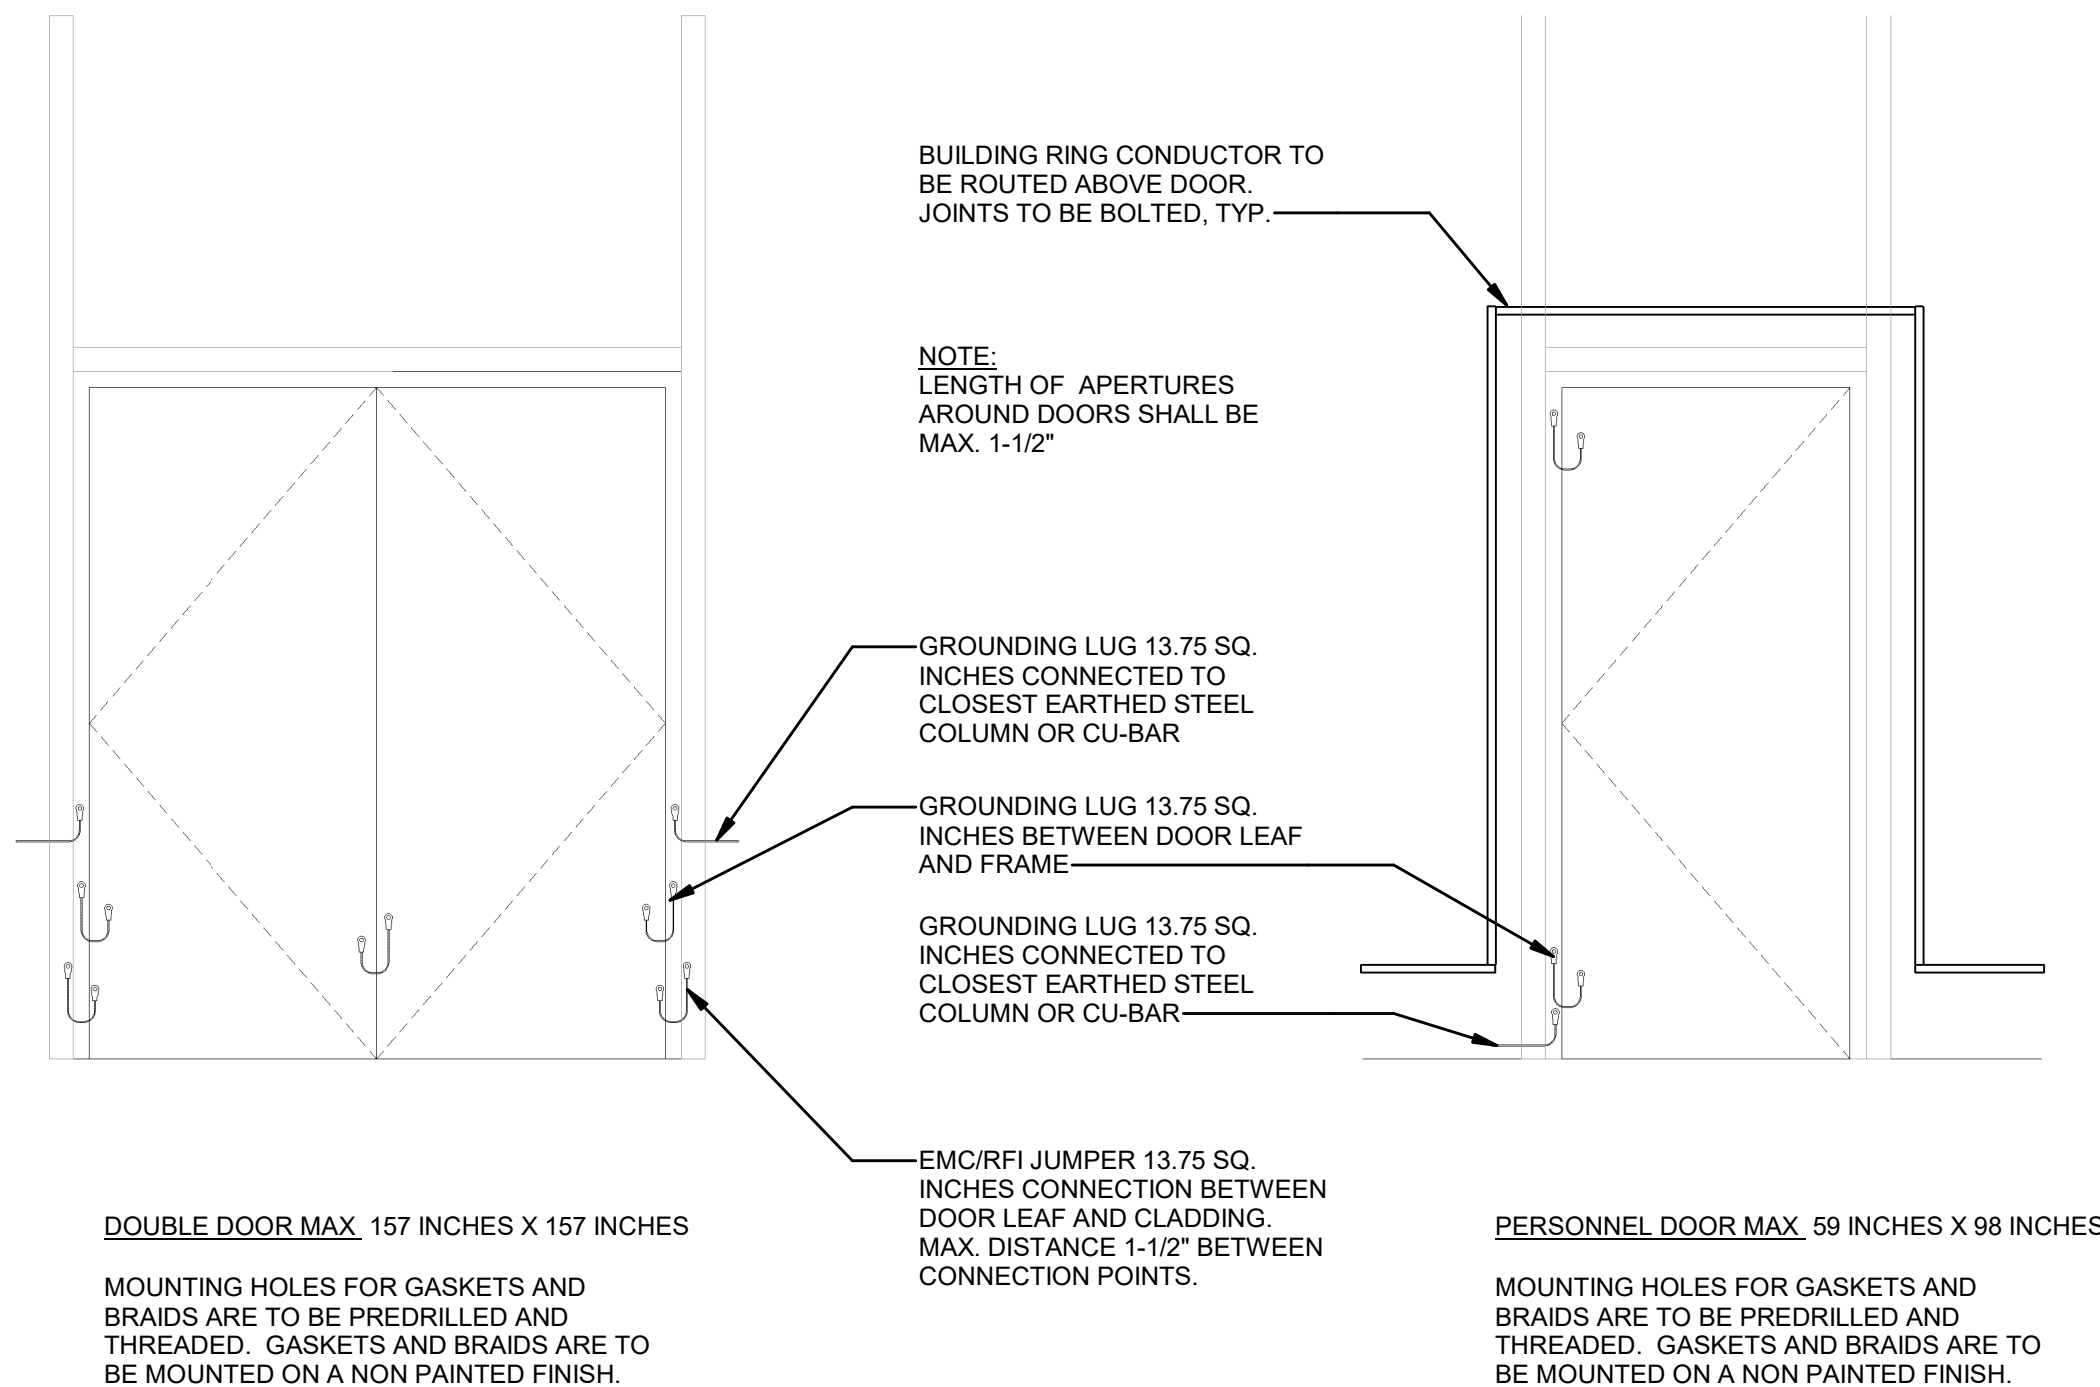 BUILDING RING CONDUCTOR TO
BE ROUTED ABOVE DOOR.
JOINTS TO BE BOLTED, TYP.
NOTE:
LENGTH OF APERTURES
AROUND DOORS SHALL BE
MAX. 1-1/2"
GROUNDING LUG 13.75 SQ.
INCHES CONNECTED TO
CLOSEST EARTHED STEEL
COLUMN OR CU-BAR
GROUNDING LUG 13.75 SQ.
INCHES BETWEEN DOOR LEAF
AND FRAME
GROUNDING LUG 13.75 SQ.
INCHES CONNECTED TO
CLOSEST EARTHED STEEL
COLUMN OR CU-BAR
EMC/RFI JUMPER 13.75 SQ.
INCHES CONNECTION BETWEEN
DOOR LEAF AND CLADDING.
MAX. DISTANCE 1-1/2" BETWEEN
CONNECTION POINTS.
DOUBLE DOOR MAX 157 INCHES X 157 INCHES
MOUNTING HOLES FOR GASKETS AND
BRAIDS ARE TO BE PREDRILLED AND
THREADED. GASKETS AND BRAIDS ARE TO
BE MOUNTED ON A NON PAINTED FINISH.
PERSONNEL DOOR MAX 59 INCHES X 98 INCHES
MOUNTING HOLES FOR GASKETS AND
BRAIDS ARE TO BE PREDRILLED AND
THREADED. GASKETS AND BRAIDS ARE TO
BE MOUNTED ON A NON PAINTED FINISH.